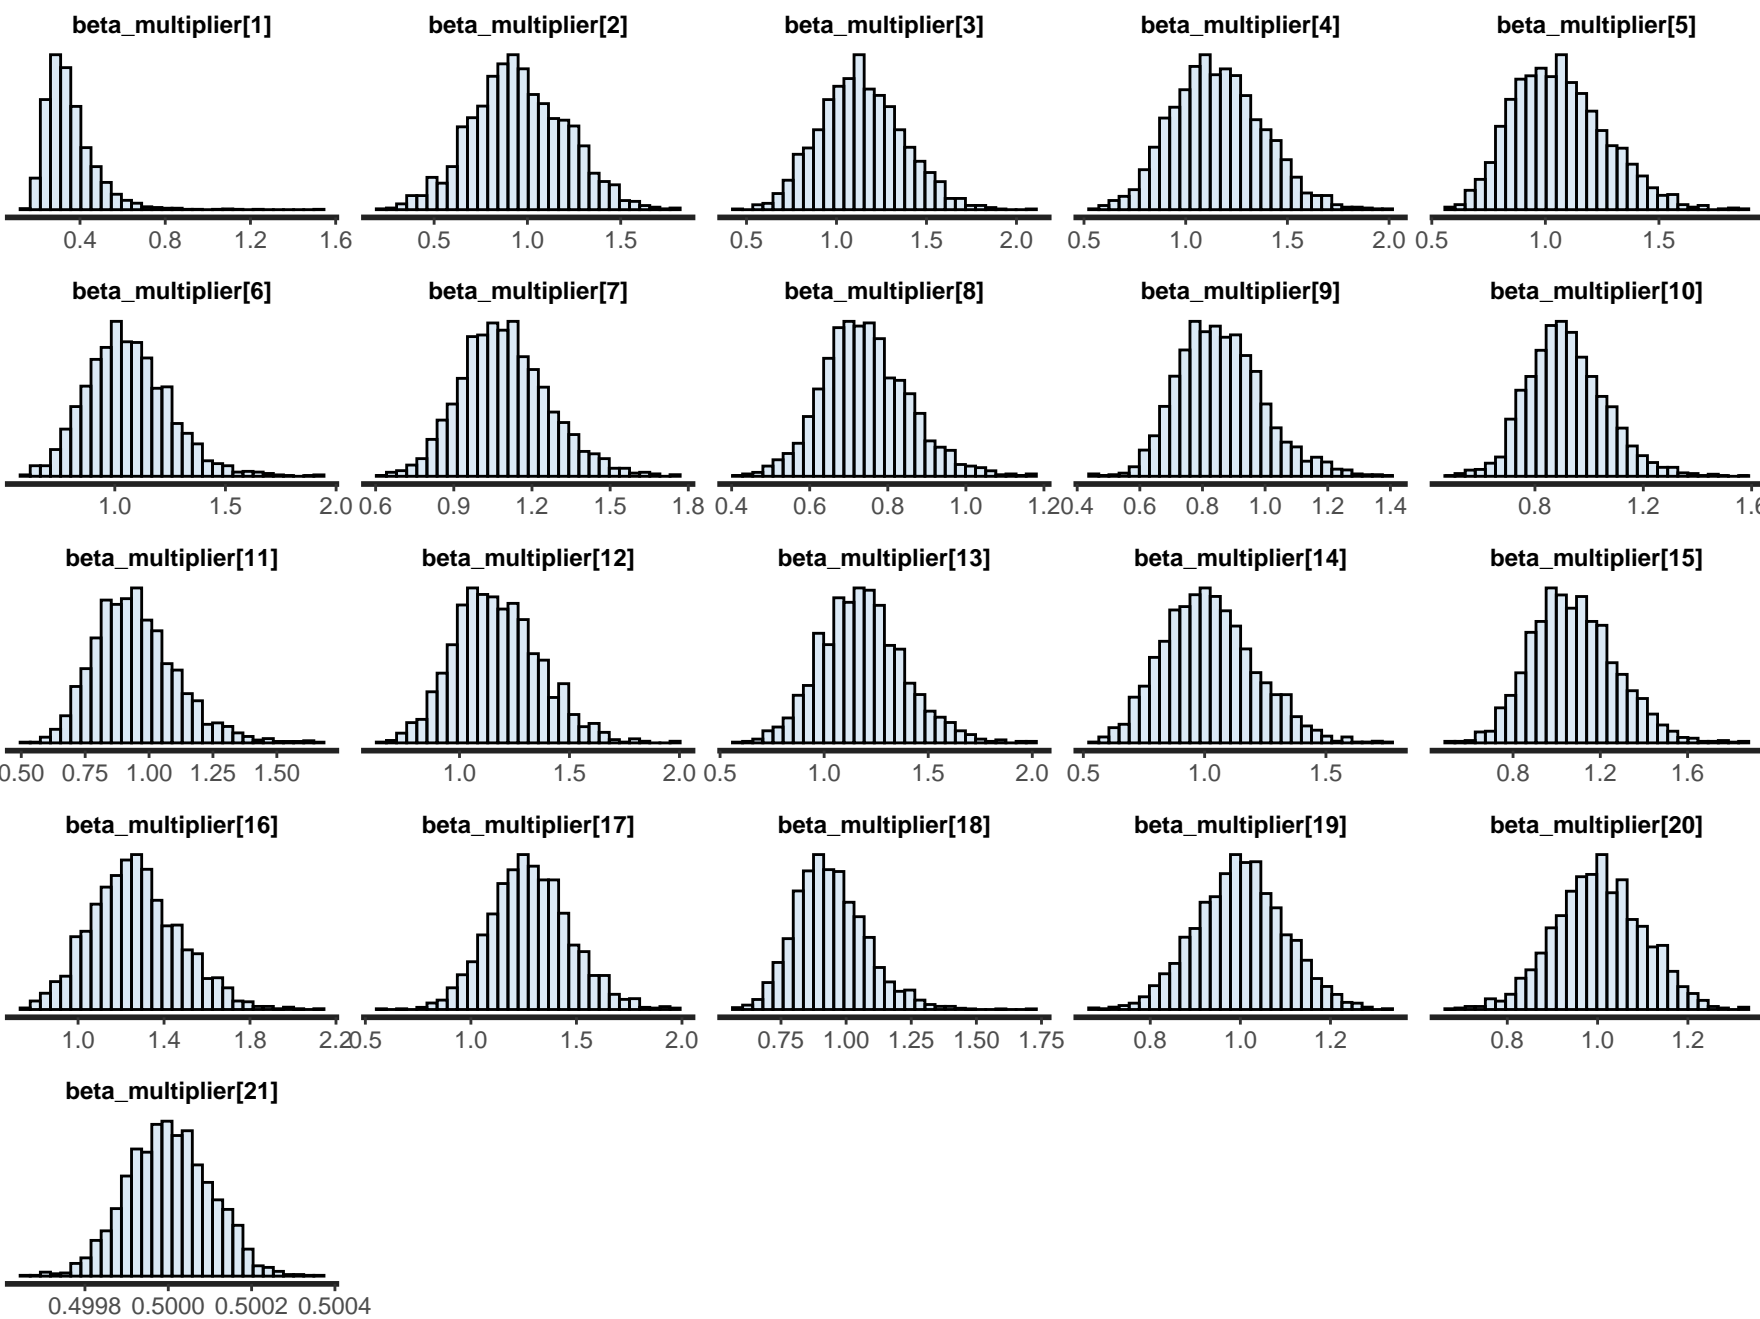 beta_multiplier[1] beta_multiplier[2] beta_multiplier[3] beta_multiplier[4] beta_multiplier[5]
0.4 0.8 1.2 1.6 0.5 1.0 1.5 0.5 1.0 1.5 2.0 0.5 1.0 1.5 2.0 0.5 1.0 1.5
beta_multiplier[6] beta_multiplier[7] beta_multiplier[8] beta_multiplier[9] beta_multiplier[10]
1.0 1.5 2.0 0.6 0.9 1.2 1.5 1.8 0.4 0.6 0.8 1.0 1.2 0.4 0.6 0.8 1.0 1.2 1.4 0.8 1.2 1.6
beta_multiplier[11] beta_multiplier[12] beta_multiplier[13] beta_multiplier[14] beta_multiplier[15]
0.50 0.75 1.00 1.25 1.50 1.0 1.5 2.0 0.5 1.0 1.5 2.0 0.5 1.0 1.5 0.8 1.2 1.6
beta_multiplier[16] beta_multiplier[17] beta_multiplier[18] beta_multiplier[19] beta_multiplier[20]
1.0 1.4 1.8 2.2 0.5 1.0 1.5 2.0 0.75 1.00 1.25 1.50 1.75 0.8 1.0 1.2 0.8 1.0 1.2
beta_multiplier[21]
0.4998 0.5000 0.5002 0.5004